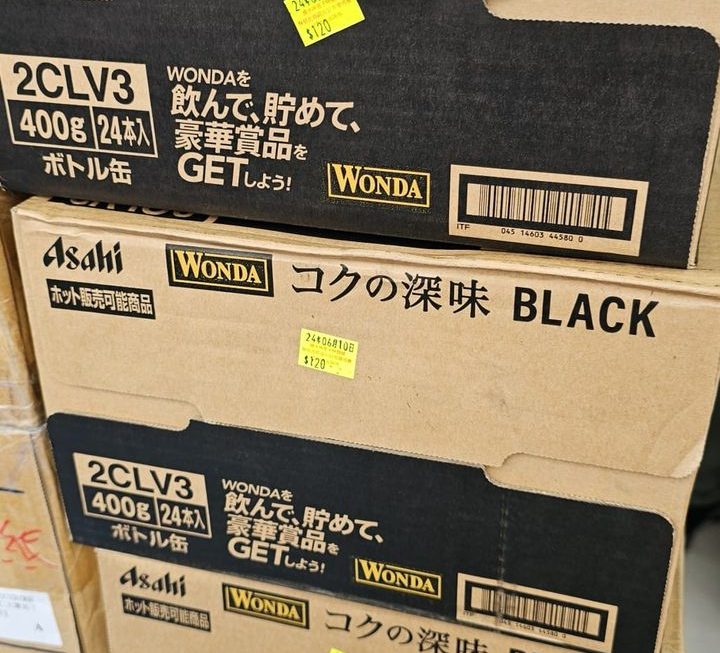 $120
2CLV3
400g 24本入
ボトル缶
WONDAを
飲んで、貯めて、
豪華賞品を
GETしよう!
WONDA
ITF 045 14603 44580 0
Asahi
ホット販売可能商品
WONDA コクの深味 BLACK
24年06月10日
$120
2CLV3
400g 24本入
ボトル缶
WONDAを
飲んで、貯めて、
豪華賞品を
GETしよう!
WONDA
Asahi
ホット販売可能商品
WONDA コクの深味
A